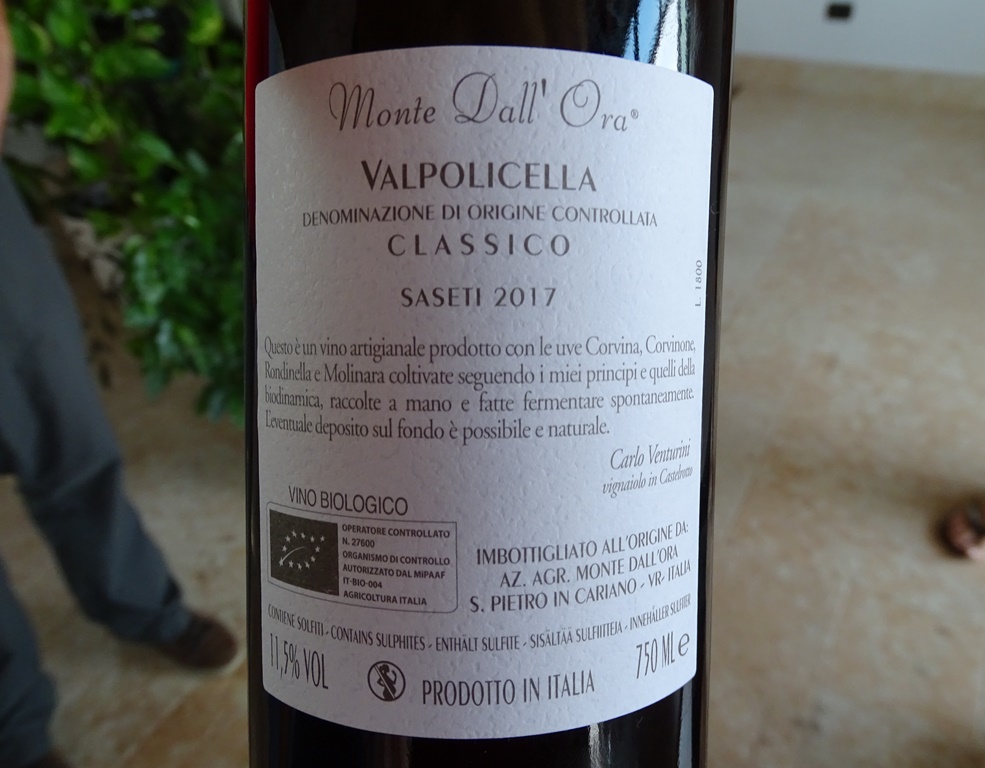 Monte Dall' Ora®
VALPOLICELLA
DENOMINAZIONE DI ORIGINE CONTROLLATA
CLASSICO
SASETI 2017
L. 1800
Questo è un vino artigianale prodotto con le uve Corvina, Corvinone,
Rondinella e Molinara coltivate seguendo i miei principi e quelli della
biodinamica, raccolte a mano e fatte fermentare spontaneamente.
L'eventuale deposito sul fondo è possibile e naturale.
Carlo Venturini
vignaiolo in Castelrotto
VINO BIOLOGICO
OPERATORE CONTROLLATO
N. 27600
ORGANISMO DI CONTROLLO
AUTORIZZATO DAL MiPAAF
IT-BIO-004
AGRICOLTURA ITALIA
IMBOTTIGLIATO ALL'ORIGINE DA:
AZ. AGR. MONTE DALL'ORA
S. PIETRO IN CARIANO - VR- ITALIA
CONTIENE SOLFITI - CONTAINS SULPHITES - ENTHÄLT SULFITE - SISÄLTÄÄ SULFIITTEJA - INNEHÅLLER SULFITER
11,5% VOL
PRODOTTO IN ITALIA
750 ML e